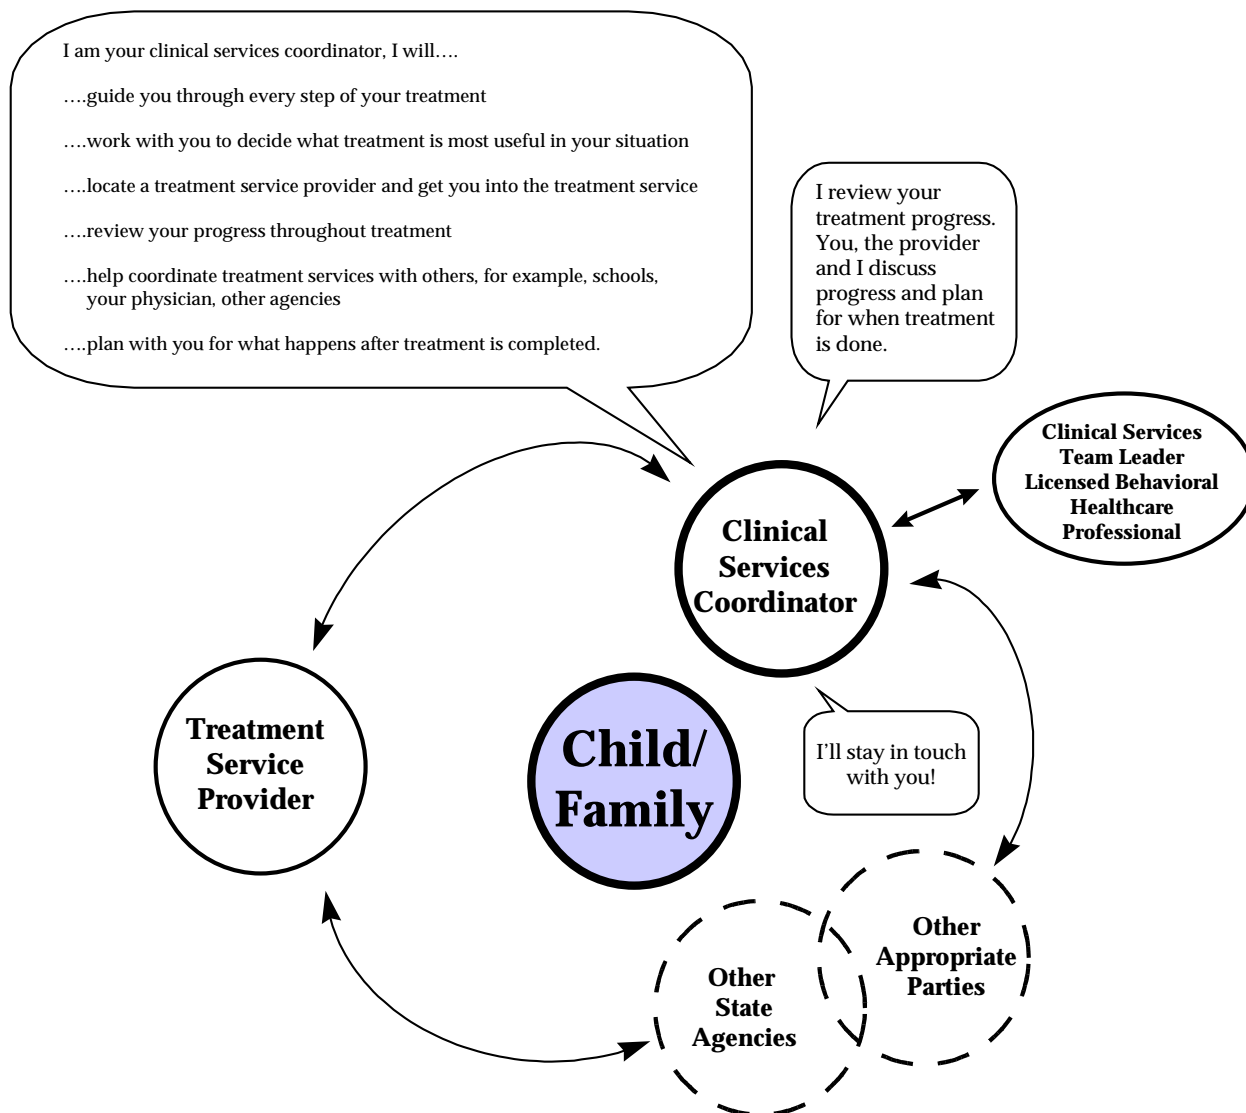 I am your clinical services coordinator, I will….
….guide you through every step of your treatment
….work with you to decide what treatment is most useful in your situation
….locate a treatment service provider and get you into the treatment service
….review your progress throughout treatment
….help coordinate treatment services with others, for example, schools,
your physician, other agencies
….plan with you for what happens after treatment is completed.
I review your
treatment progress.
You, the provider
and I discuss
progress and plan
for when treatment
is done.
Clinical Services
Team Leader
Licensed Behavioral
Healthcare
Professional
Clinical
Services
Coordinator
Treatment
Service
Provider
Child/
Family
I’ll stay in touch
with you!
Other
Appropriate
Parties
Other
State
Agencies